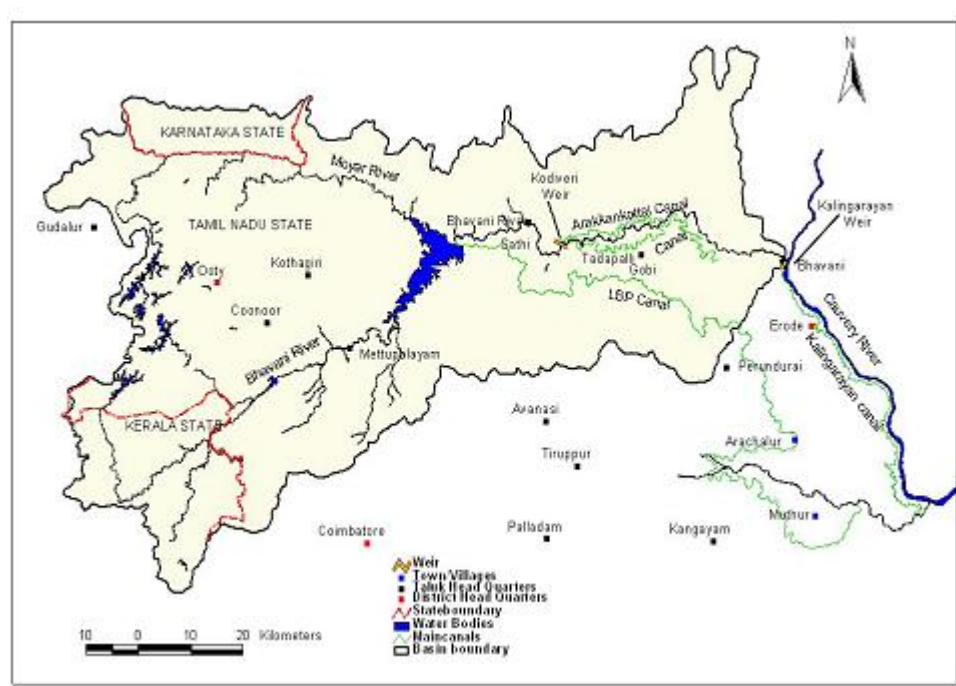 N
KARNATAKA STATE
Moyar River
Kodiveri
Weir
Arakkankottai Canal
Kalingarayan
Weir
Gudalur
TAMIL NADU STATE
Bhavani River
Sathi
Tadapalli
Canal
Gobi
Bhavani
Ooty
Kothagiri
LBP Canal
Coonoor
Cauvery River
Erode
Kalingarayan canal
Bhavani River
Mettupalayam
Perundurai
KERALA STATE
Avanasi
Arachalur
Tiruppur
Muthur
Coimbatore
Palladam
Kangayam
Weir
Town Villages
Taluk Head Quarters
District Head Quarters
Stateboundary
Water Bodies
Maincanals
Basin boundary
10 0 10 20 Kilometers